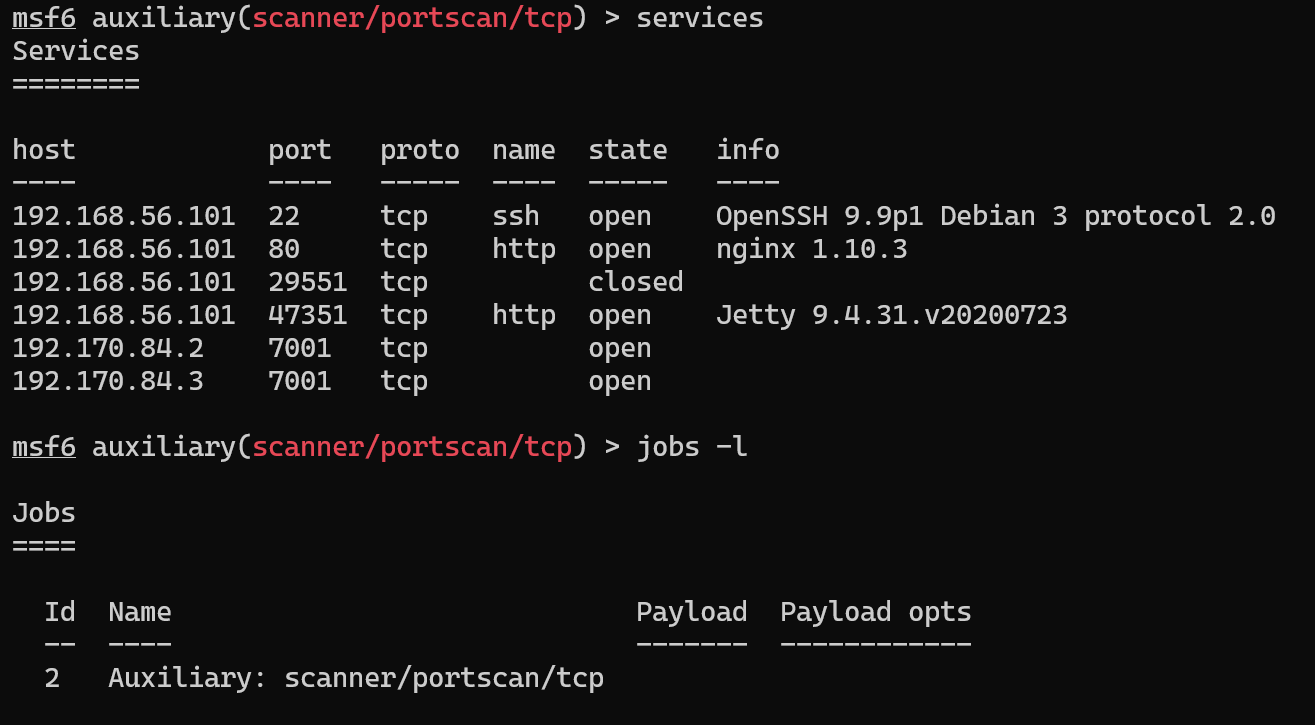 msf6 auxiliary(scanner/portscan/tcp) > services
Services
========
host port proto name state info
---- ---- ----- ---- ----- ----
192.168.56.101 22 tcp ssh open OpenSSH 9.9p1 Debian 3 protocol 2.0
192.168.56.101 80 tcp http open nginx 1.10.3
192.168.56.101 29551 tcp closed
192.168.56.101 47351 tcp http open Jetty 9.4.31.v20200723
192.170.84.2 7001 tcp open
192.170.84.3 7001 tcp open
msf6 auxiliary(scanner/portscan/tcp) > jobs -l
Jobs
====
Id Name Payload Payload opts
-- ---- ------- ------------
2 Auxiliary: scanner/portscan/tcp